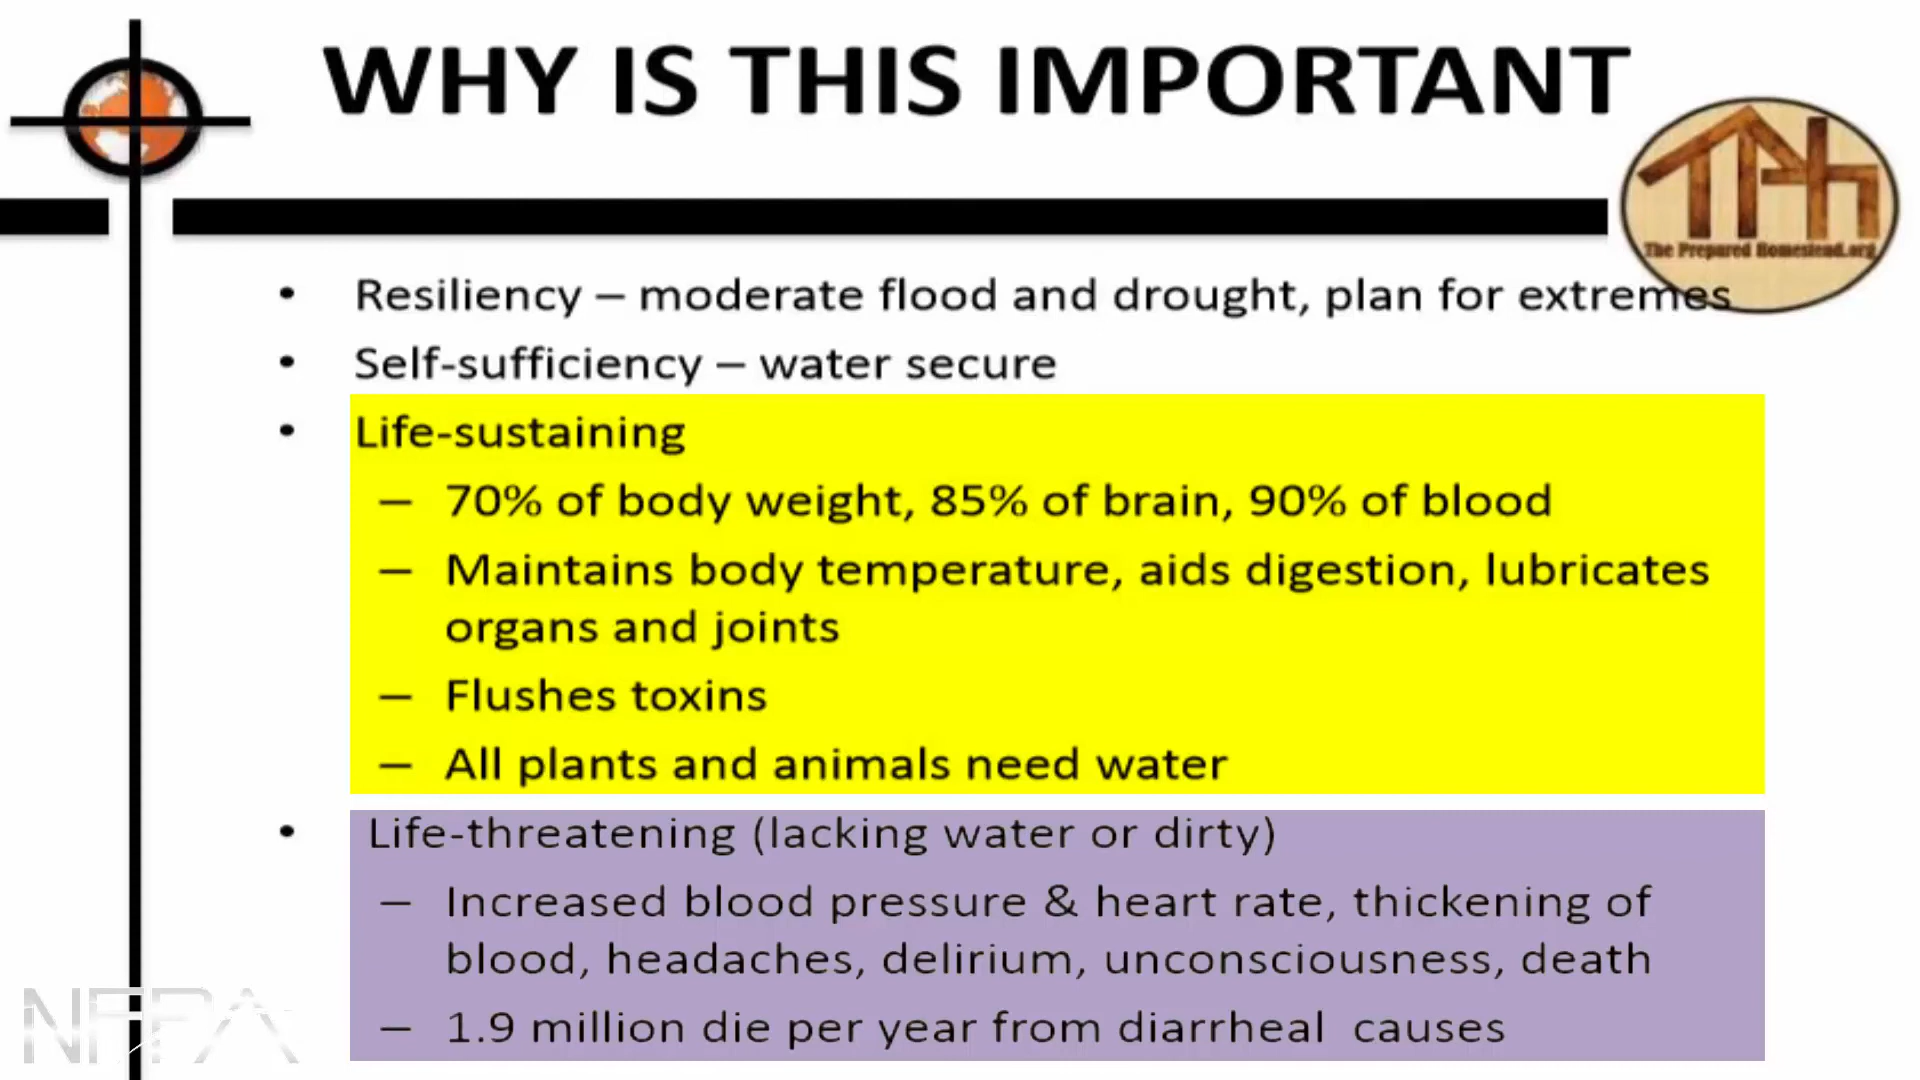 WHY IS THIS IMPORTANT
The Prepared Homestead.org
• Resiliency – moderate flood and drought, plan for extremes
• Self-sufficiency – water secure
• Life-sustaining
– 70% of body weight, 85% of brain, 90% of blood
– Maintains body temperature, aids digestion, lubricates
organs and joints
– Flushes toxins
– All plants and animals need water
• Life-threatening (lacking water or dirty)
– Increased blood pressure & heart rate, thickening of
blood, headaches, delirium, unconsciousness, death
– 1.9 million die per year from diarrheal causes